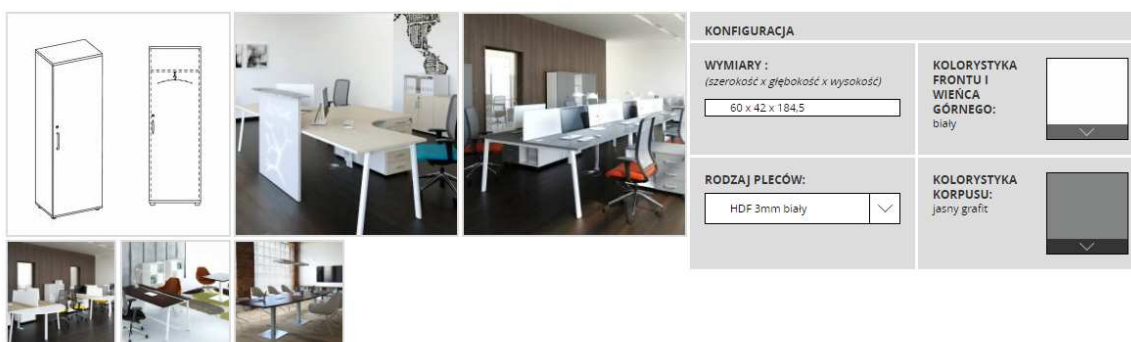 KONFIGURACJA
WYMIARY :
(szerokość x głębokość x wysokość)
60 x 42 x 184,5
KOLORYSTYKA
FRONTU I
WIEŃCA
GÓRNEGO:
biały
RODZAJ PLECÓW:
HDF 3mm biały
KOLORYSTYKA
KORPUSU:
jasny grafit